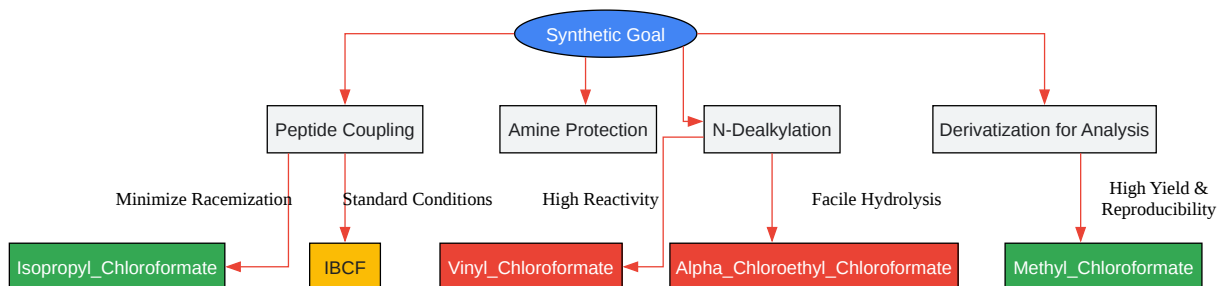 Synthetic Goal
Peptide Coupling
Amine Protection
N-Dealkylation
Derivatization for Analysis
Minimize Racemization
Standard Conditions
High Reactivity
Facile Hydrolysis
High Yield &
Reproducibility
Isopropyl_Chloroformate
IBCF
Vinyl_Chloroformate
Alpha_Chloroethyl_Chloroformate
Methyl_Chloroformate